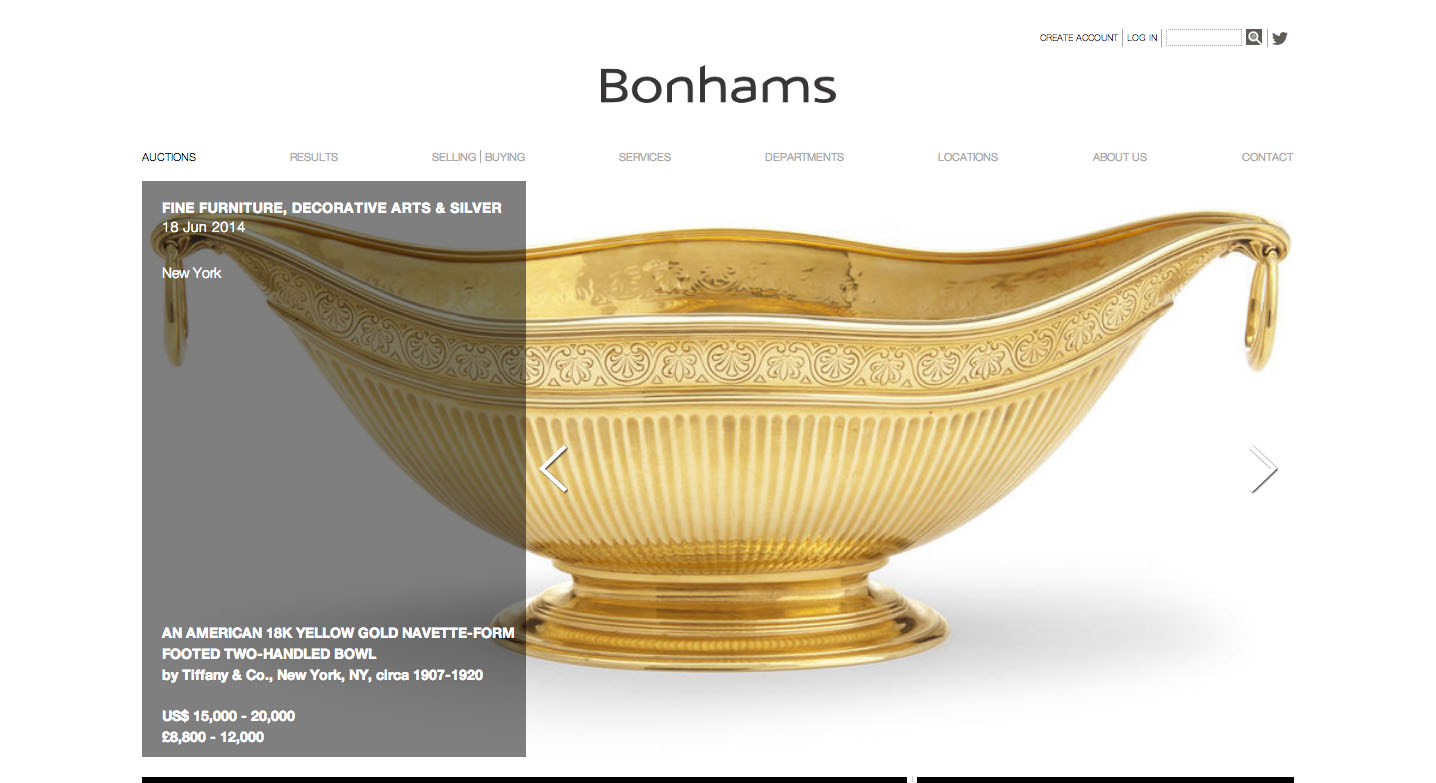 CREATE ACCOUNT | LOG IN
Bonhams
AUCTIONS RESULTS SELLING | BUYING SERVICES DEPARTMENTS LOCATIONS ABOUT US CONTACT
FINE FURNITURE, DECORATIVE ARTS & SILVER
18 Jun 2014
New York
AN AMERICAN 18K YELLOW GOLD NAVETTE-FORM
FOOTED TWO-HANDLED BOWL
by Tiffany & Co., New York, NY, circa 1907-1920
US$ 15,000 - 20,000
£8,800 - 12,000